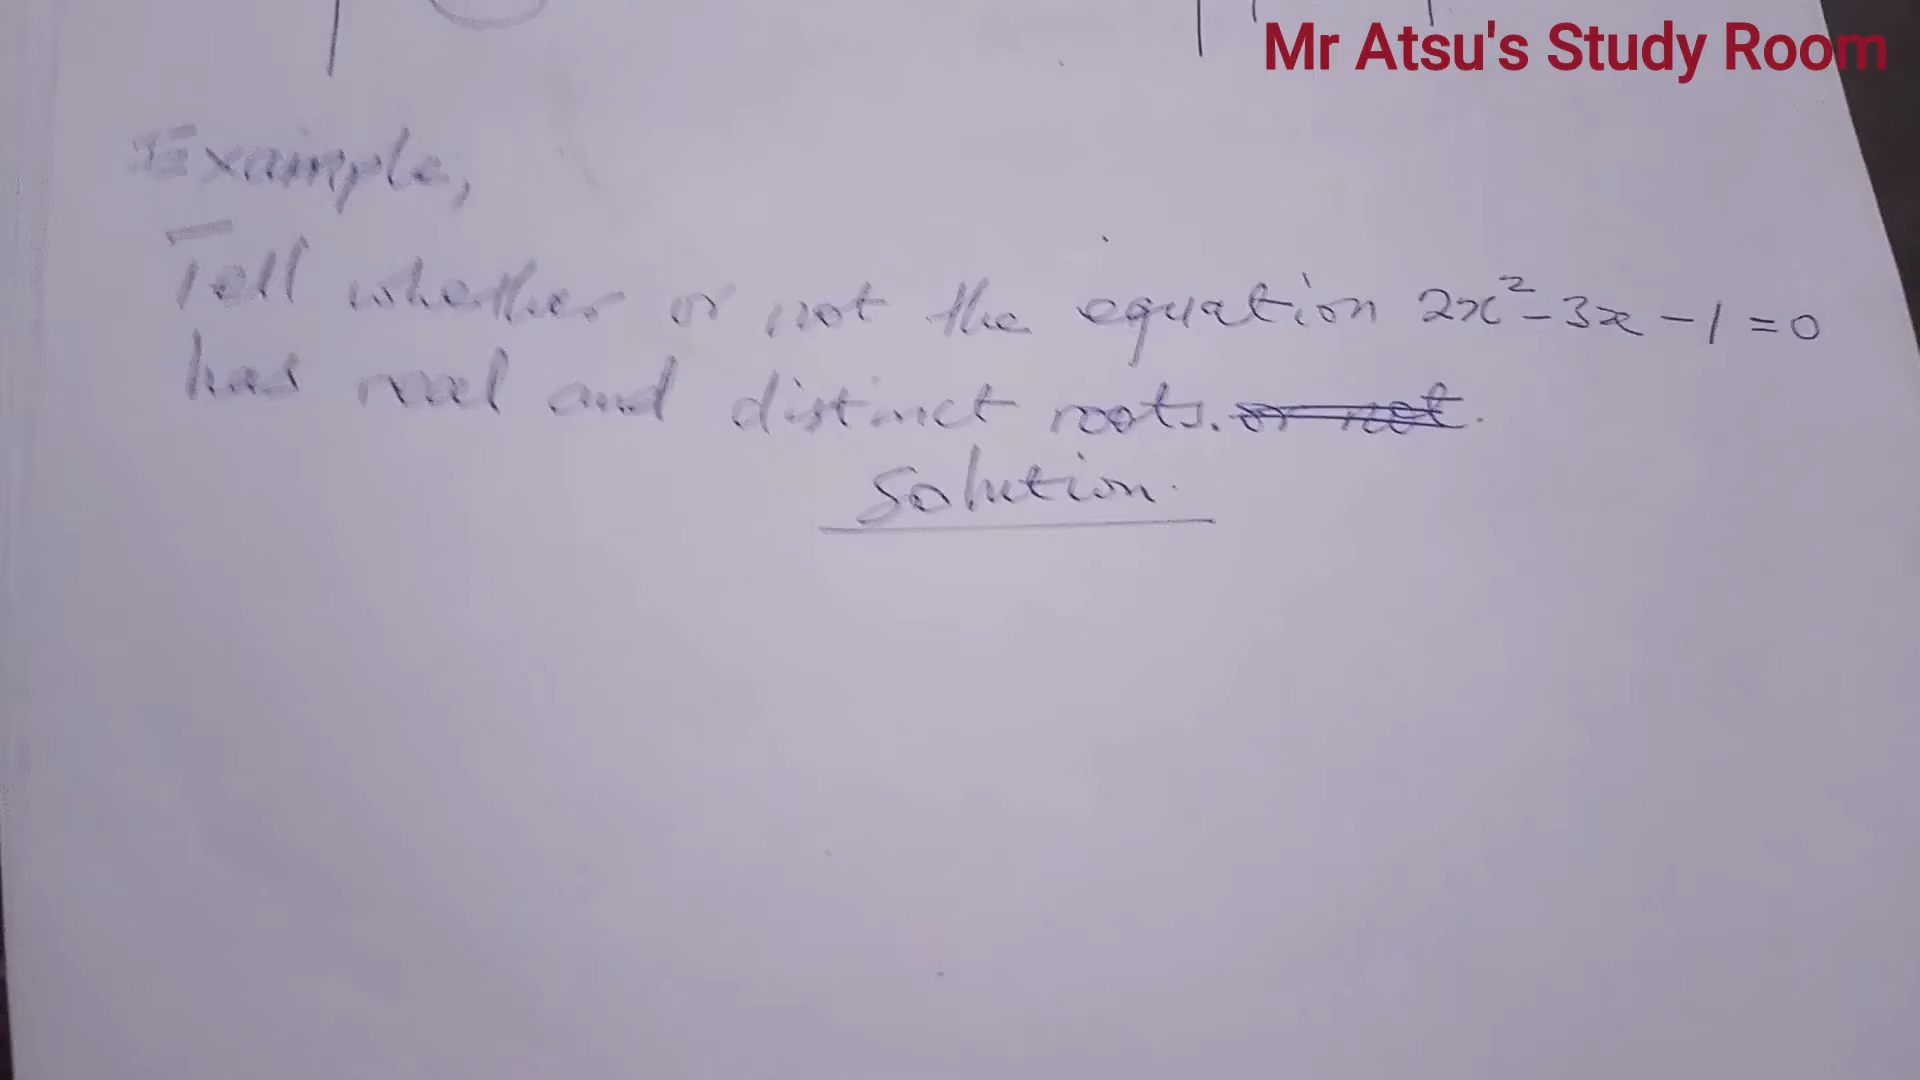 Mr Atsu's Study Room
Example,
Tell whether or not the equation 2x² - 3x - 1 = 0
has real and distinct roots. or not.
Solution.